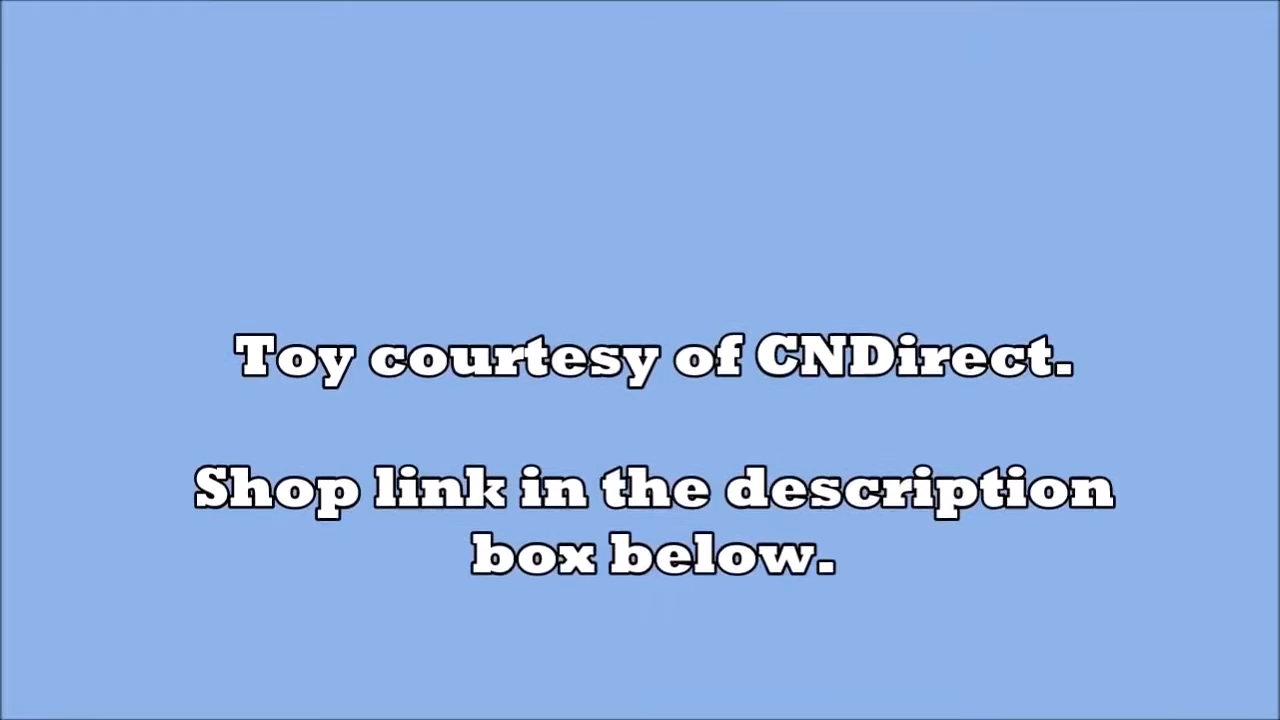 Toy courtesy of CNDirect.
Shop link in the description
box below.